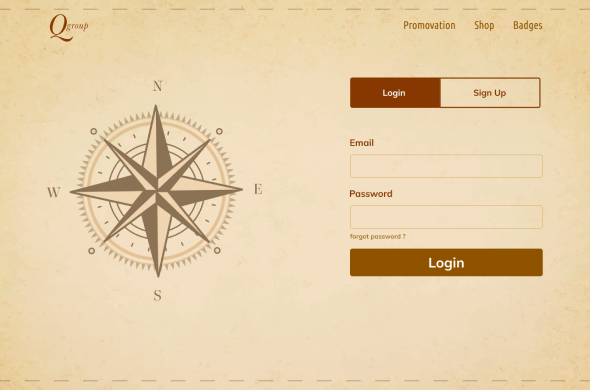 Qgroup
Promovation Shop Badges
N
W
E
S
Login Sign Up
Email
Password
forgot password ?
Login